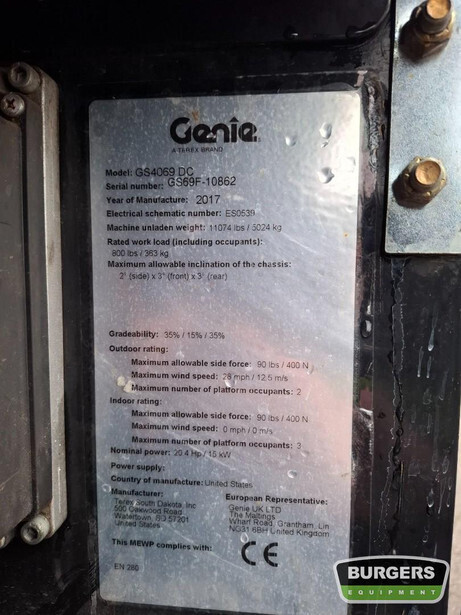 Genie
A TEREX BRAND
Model: GS4069 DC
Serial number: GS69F-10862
Year of Manufacture: 2017
Electrical schematic number: ES0539
Machine unladen weight: 11074 lbs / 5024 kg
Rated work load (including occupants):
800 lbs / 363 kg
Maximum allowable inclination of the chassis:
2° (side) x 3° (front) x 3° (rear)
Gradeability: 35% / 15% / 35%
Outdoor rating:
Maximum allowable side force: 90 lbs / 400 N
Maximum wind speed: 28 mph / 12.5 m/s
Maximum number of platform occupants: 2
Indoor rating:
Maximum allowable side force: 90 lbs / 400 N
Maximum wind speed: 0 mph / 0 m/s
Maximum number of platform occupants: 3
Nominal power: 20.4 Hp / 15 kW
Power supply:
Country of manufacture: United States
Manufacturer:
Terex South Dakota, Inc
500 Oakwood Road
Watertown, SD 57201
United States
European Representative:
Genie UK LTD
The Maltings
Wharf Road, Grantham, Lin
NG31 6BH United Kingdom
This MEWP complies with:
CE
EN 280
BURGERS
EQUIPMENT